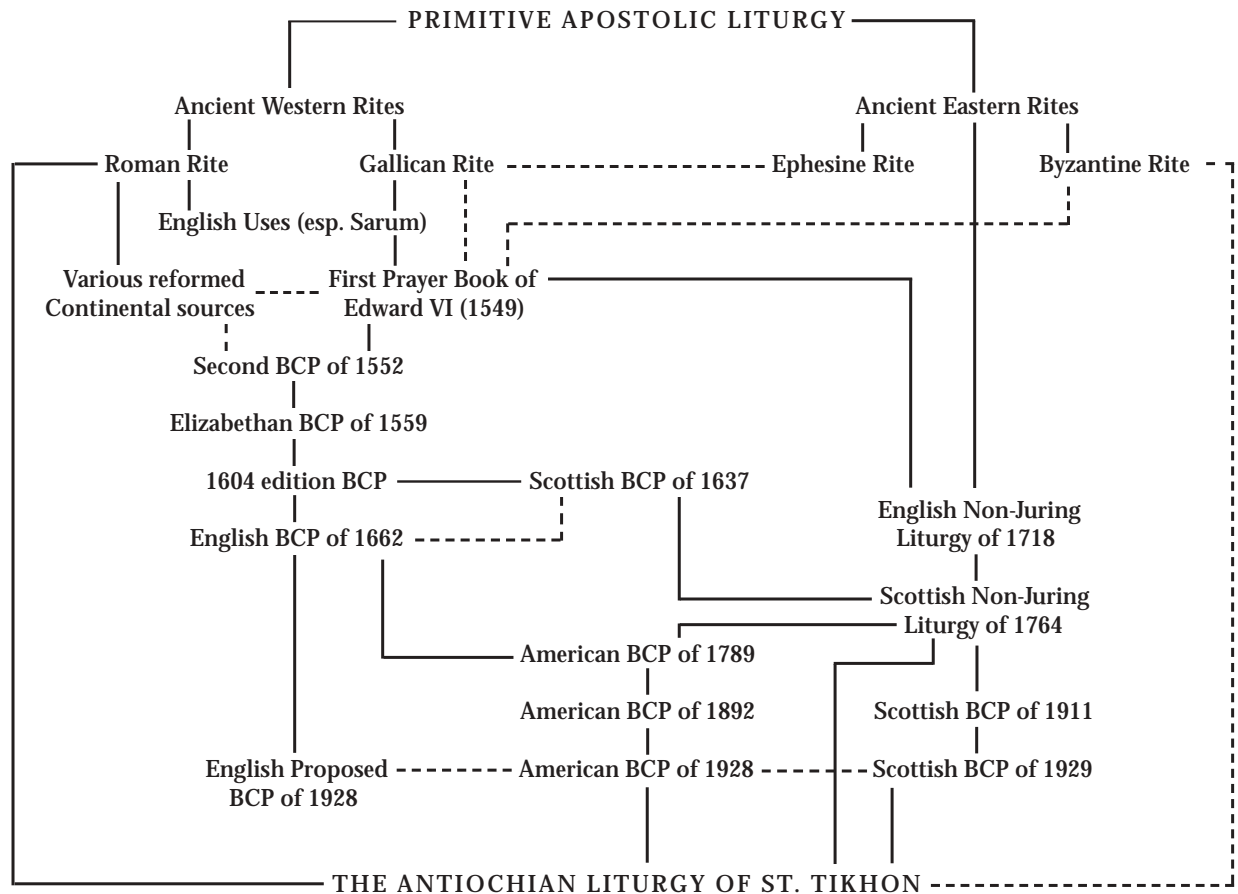 PRIMITIVE APOSTOLIC LITURGY
Ancient Western Rites
Ancient Eastern Rites
Roman Rite
Gallican Rite
Ephesine Rite
Byzantine Rite
English Uses (esp. Sarum)
Various reformed
Continental sources
First Prayer Book of
Edward VI (1549)
Second BCP of 1552
Elizabethan BCP of 1559
1604 edition BCP
Scottish BCP of 1637
English Non-Juring
Liturgy of 1718
English BCP of 1662
Scottish Non-Juring
Liturgy of 1764
American BCP of 1789
American BCP of 1892
Scottish BCP of 1911
English Proposed
BCP of 1928
American BCP of 1928
Scottish BCP of 1929
THE ANTIOCHIAN LITURGY OF ST. TIKHON